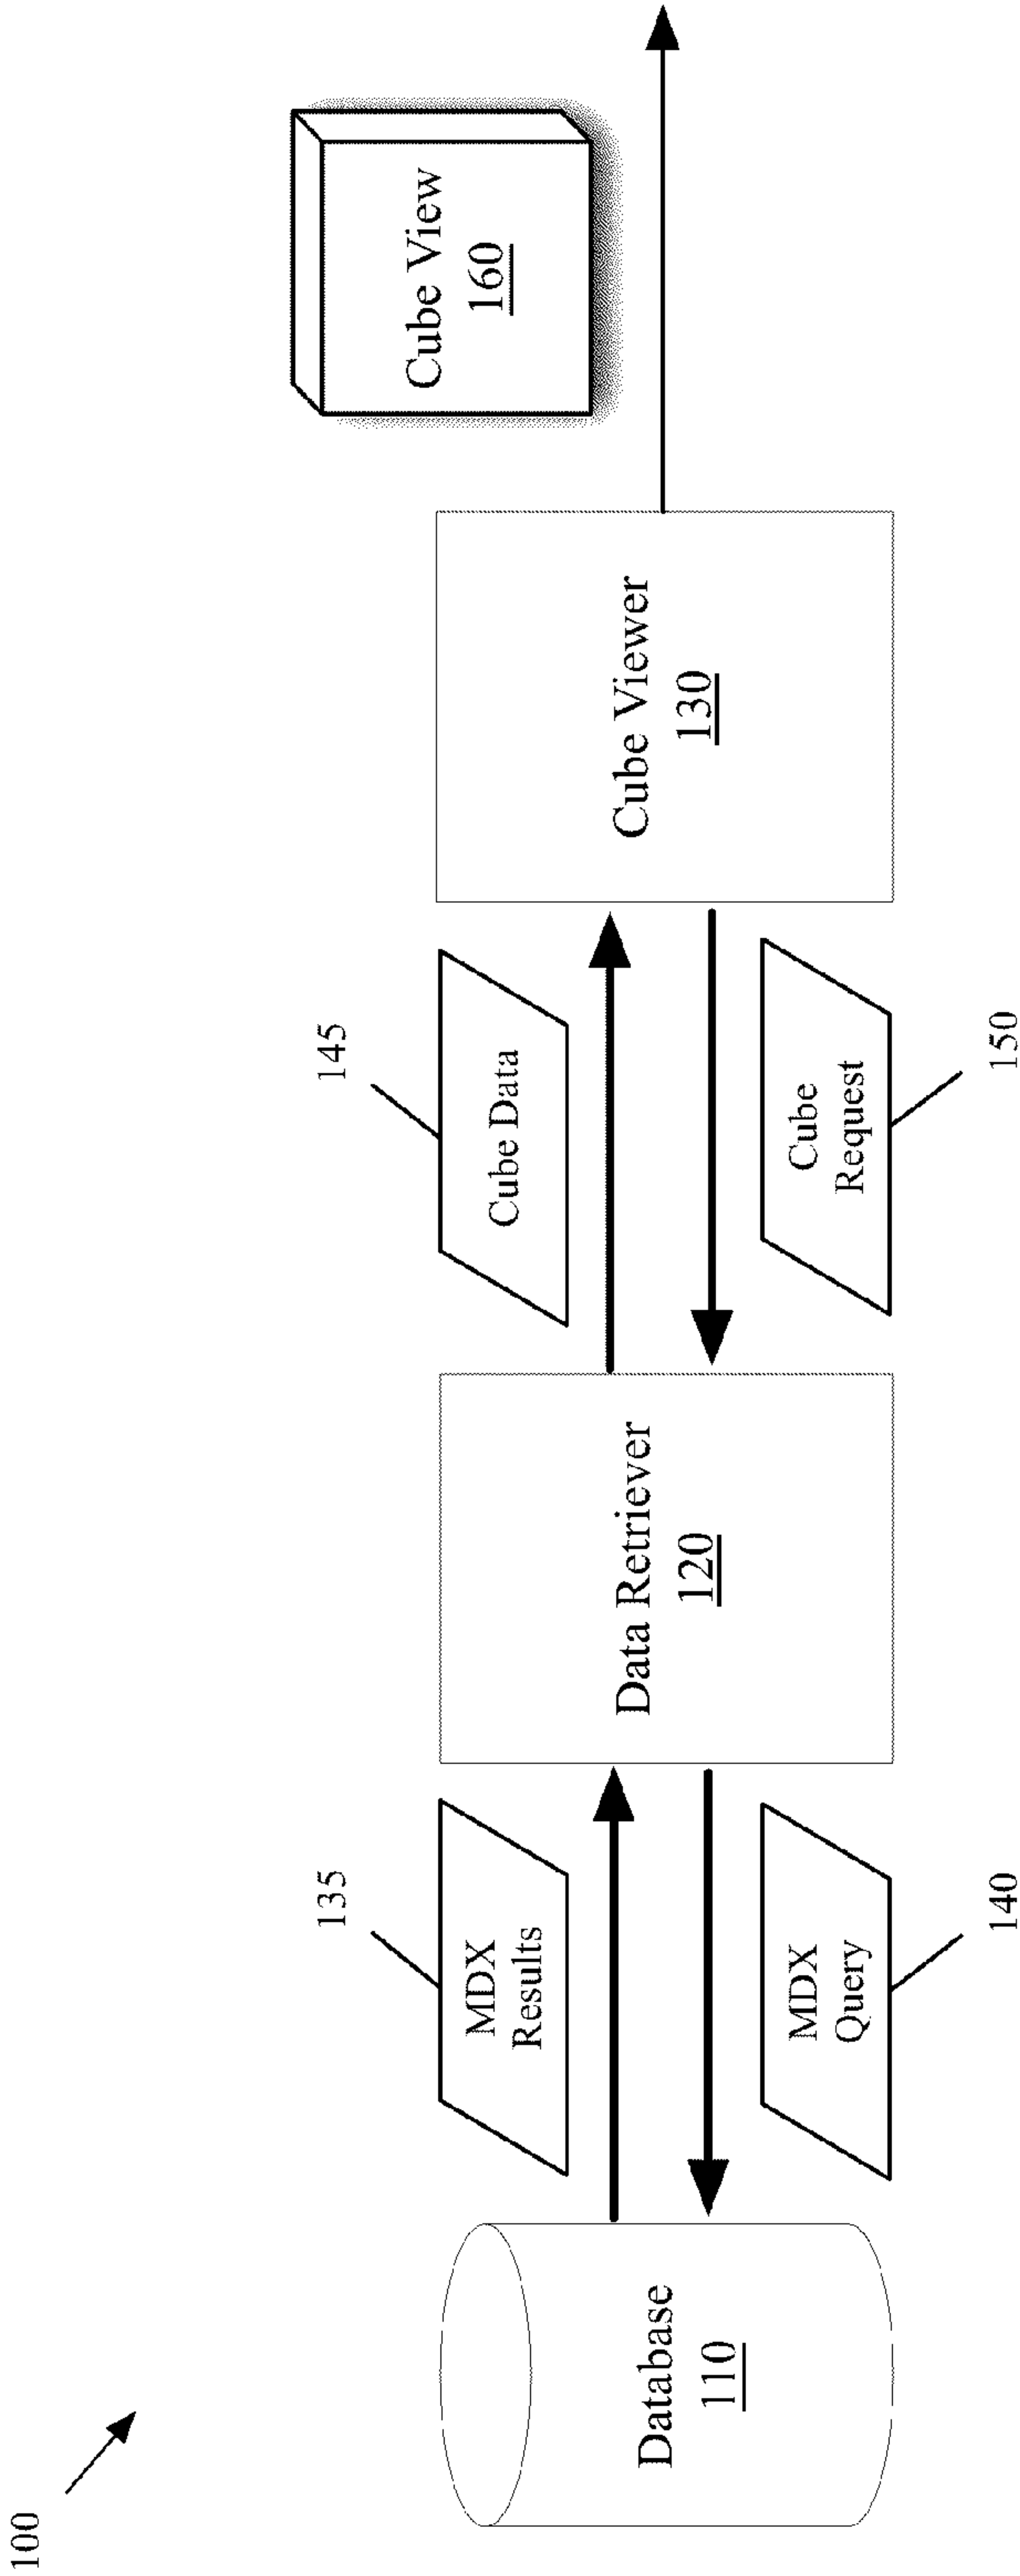 100
135
145
MDX
Results
Cube Data
Cube View
160
Database
110
Data Retriever
120
Cube Viewer
130
MDX
Query
Cube
Request
140
150